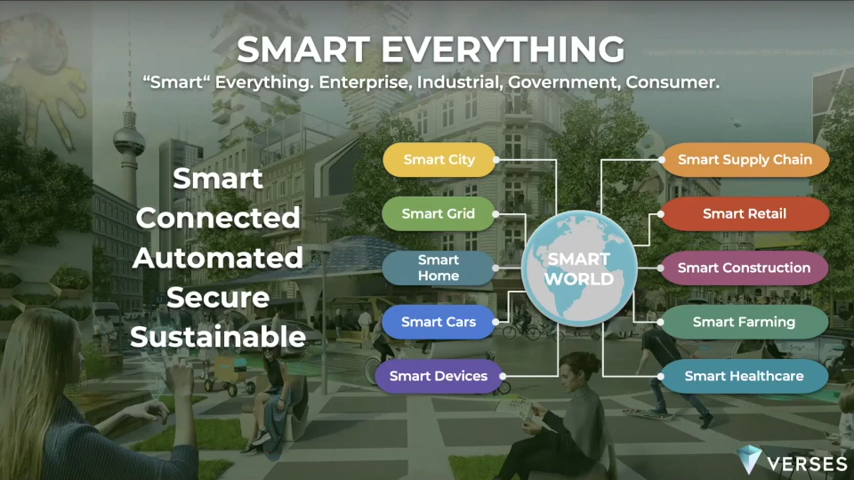 SMART EVERYTHING
“Smart“ Everything. Enterprise, Industrial, Government, Consumer.
Smart
Connected
Automated
Secure
Sustainable
Smart City
Smart Grid
Smart
Home
Smart Cars
Smart Devices
SMART
WORLD
Smart Supply Chain
Smart Retail
Smart Construction
Smart Farming
Smart Healthcare
VERSES